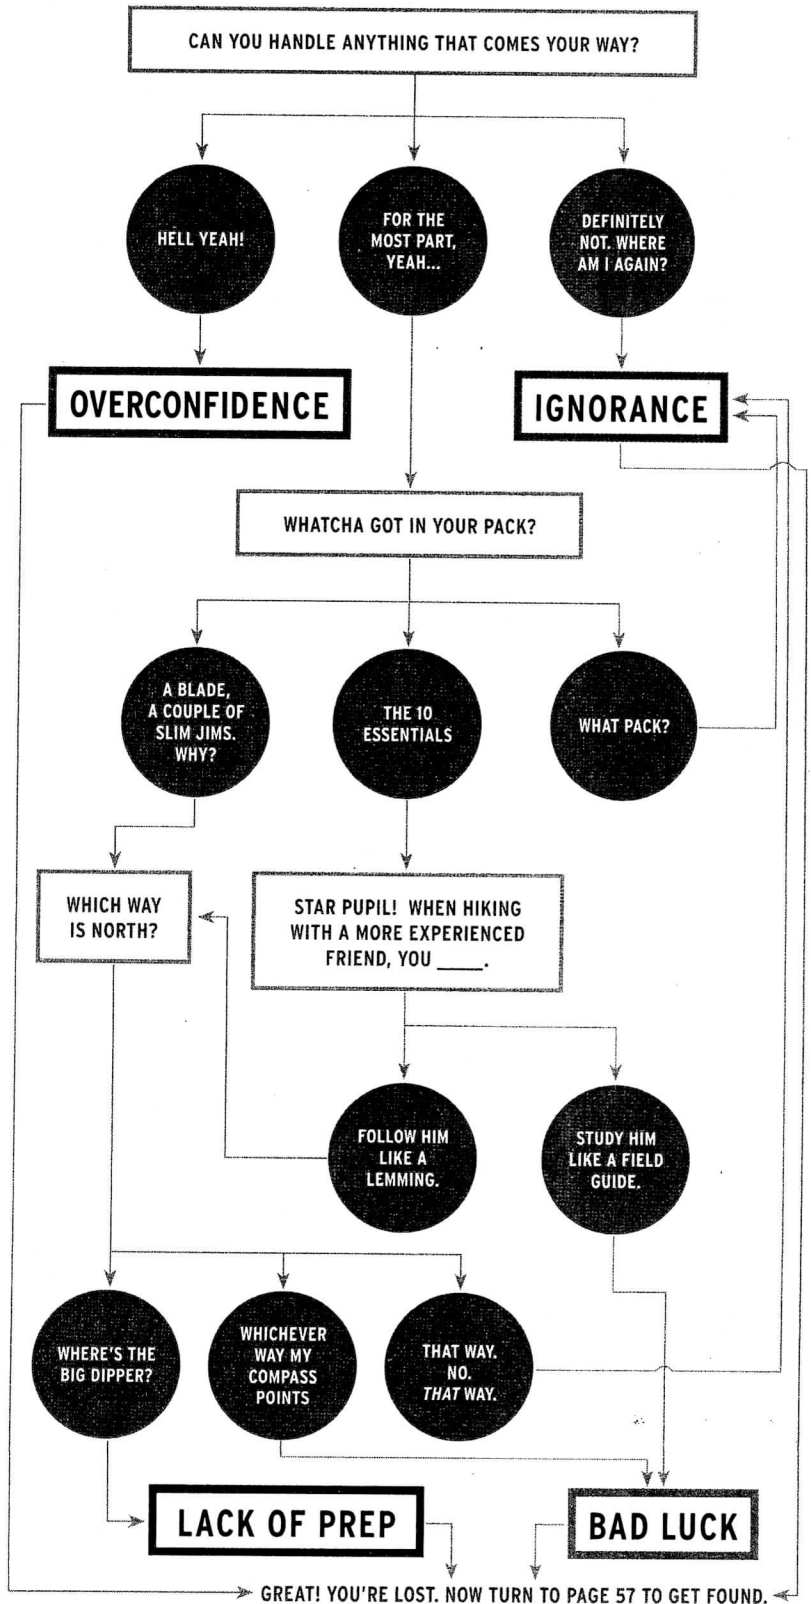 CAN YOU HANDLE ANYTHING THAT COMES YOUR WAY?
HELL YEAH!
FOR THE
MOST PART,
YEAH...
DEFINITELY
NOT. WHERE
AM I AGAIN?
OVERCONFIDENCE
IGNORANCE
WHATCHA GOT IN YOUR PACK?
A BLADE,
A COUPLE OF
SLIM JIMS.
WHY?
THE 10
ESSENTIALS
WHAT PACK?
WHICH WAY
IS NORTH?
STAR PUPIL! WHEN HIKING
WITH A MORE EXPERIENCED
FRIEND, YOU ____.
FOLLOW HIM
LIKE A
LEMMING.
STUDY HIM
LIKE A FIELD
GUIDE.
WHERE'S THE
BIG DIPPER?
WHICHEVER
WAY MY
COMPASS
POINTS
THAT WAY.
NO.
THAT WAY.
LACK OF PREP
BAD LUCK
GREAT! YOU'RE LOST. NOW TURN TO PAGE 57 TO GET FOUND.